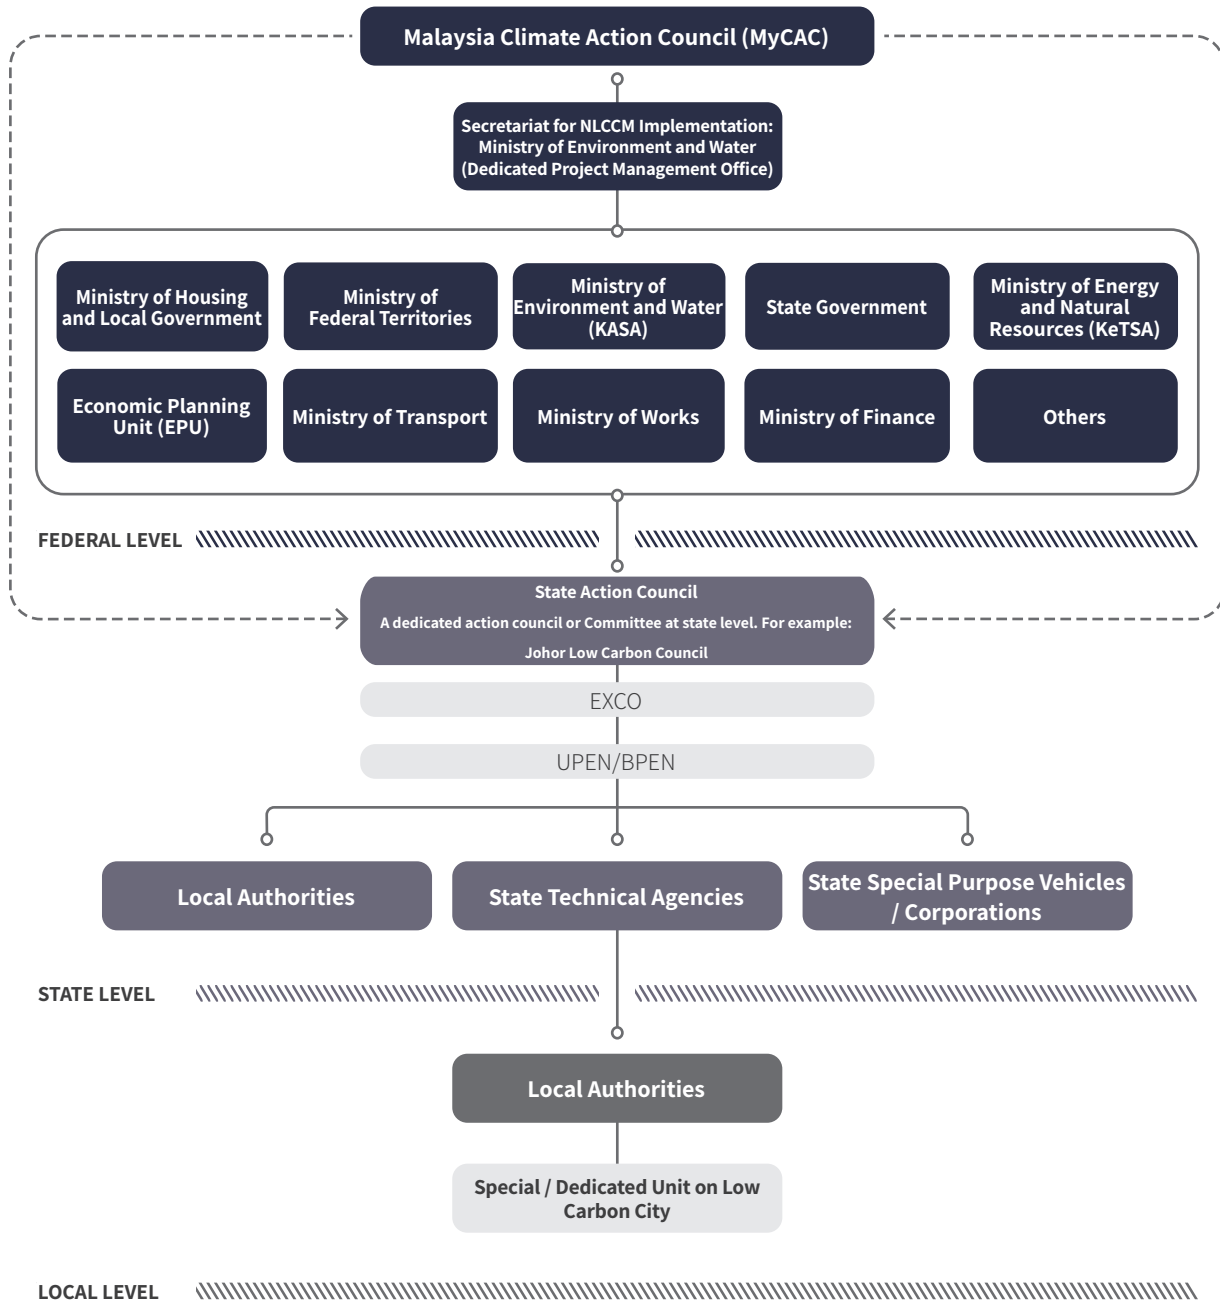 Malaysia Climate Action Council (MyCAC)
Secretariat for NLCCM Implementation:
Ministry of Environment and Water
(Dedicated Project Management Office)
Ministry of Housing
and Local Government
Ministry of
Federal Territories
Ministry of
Environment and Water
(KASA)
State Government
Ministry of Energy
and Natural
Resources (KeTSA)
Economic Planning
Unit (EPU)
Ministry of Transport
Ministry of Works
Ministry of Finance
Others
FEDERAL LEVEL
State Action Council
A dedicated action council or Committee at state level. For example:
Johor Low Carbon Council
EXCO
UPEN/BPEN
Local Authorities
State Technical Agencies
State Special Purpose Vehicles
/ Corporations
STATE LEVEL
Local Authorities
Special / Dedicated Unit on Low
Carbon City
LOCAL LEVEL